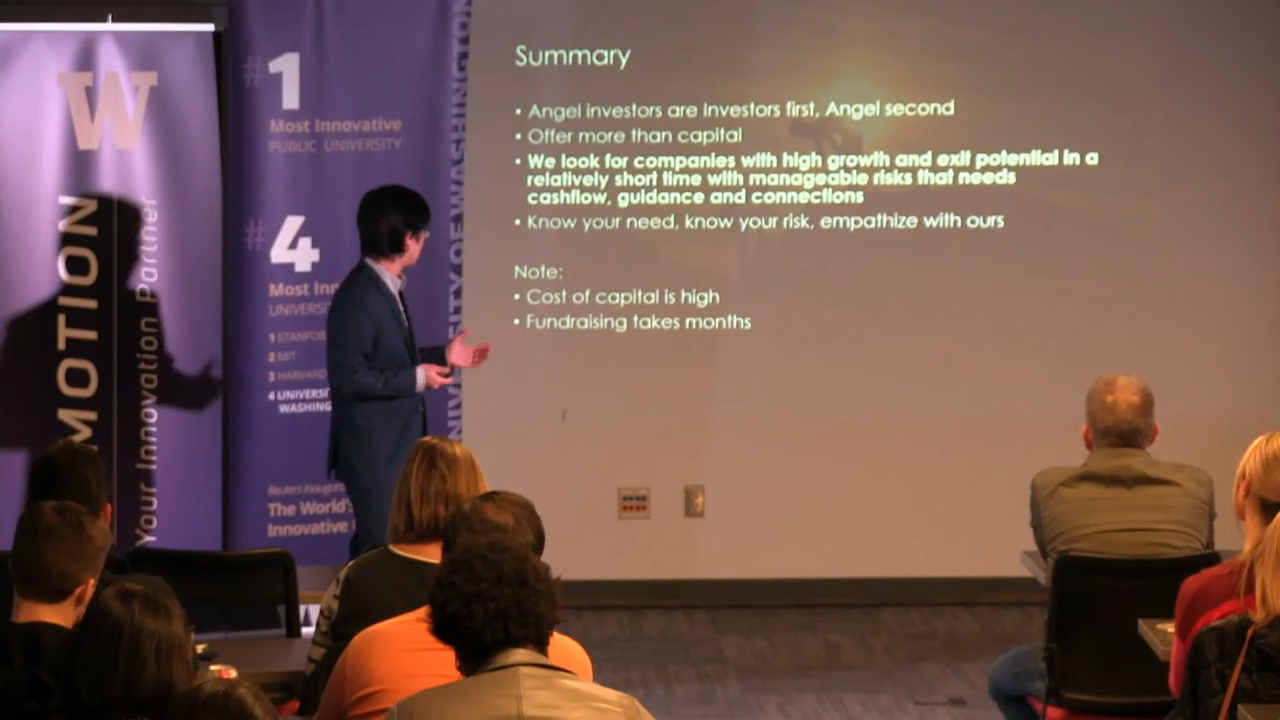 W
MOTION
Your Innovation Partner
#1
Most Innovative
PUBLIC UNIVERSITY
#4
Most
UNIVERSITY OF WASHINGTON
1 STANFORD
2 MIT
3 HARVARD
4 UNIVERSITY
WASHINGTON
Reuters
The World's
Innovative
Summary
• Angel investors are Investors first, Angel second
• Offer more than capital
• We look for companies with high growth and exit potential in a
relatively short time with manageable risks that needs
cashflow, guidance and connections
• Know your need, know your risk, empathize with ours
Note:
• Cost of capital is high
• Fundraising takes months